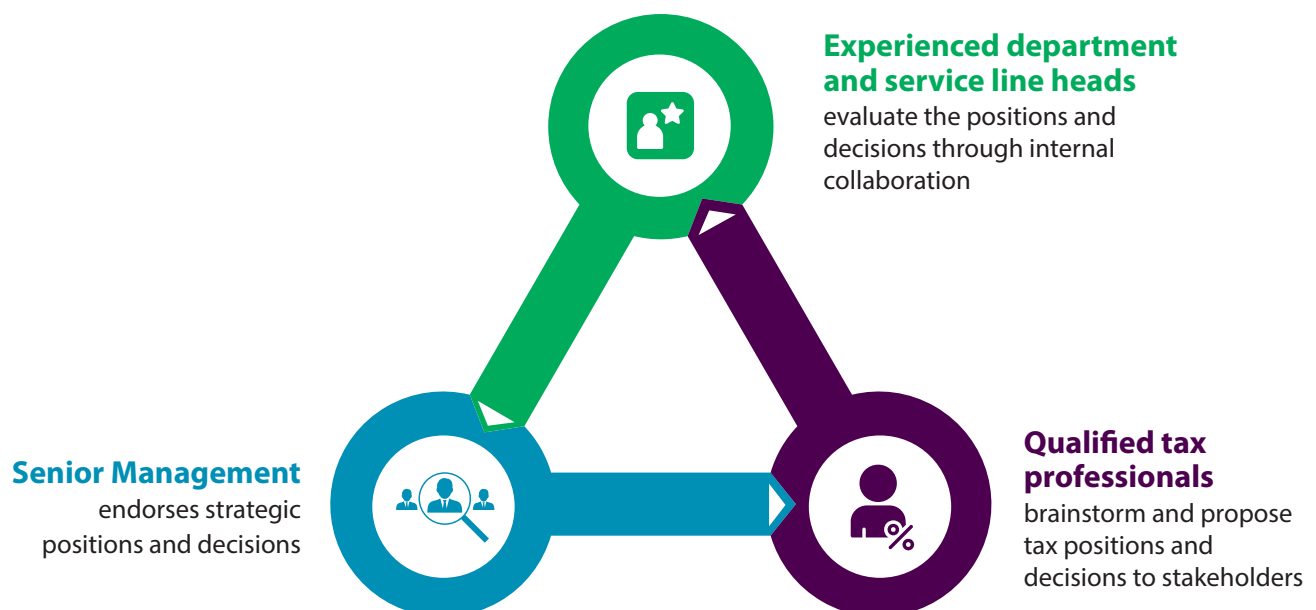 Experienced department
and service line heads
evaluate the positions and
decisions through internal
collaboration
Senior Management
endorses strategic
positions and decisions
Qualified tax
professionals
brainstorm and propose
tax positions and
decisions to stakeholders
%